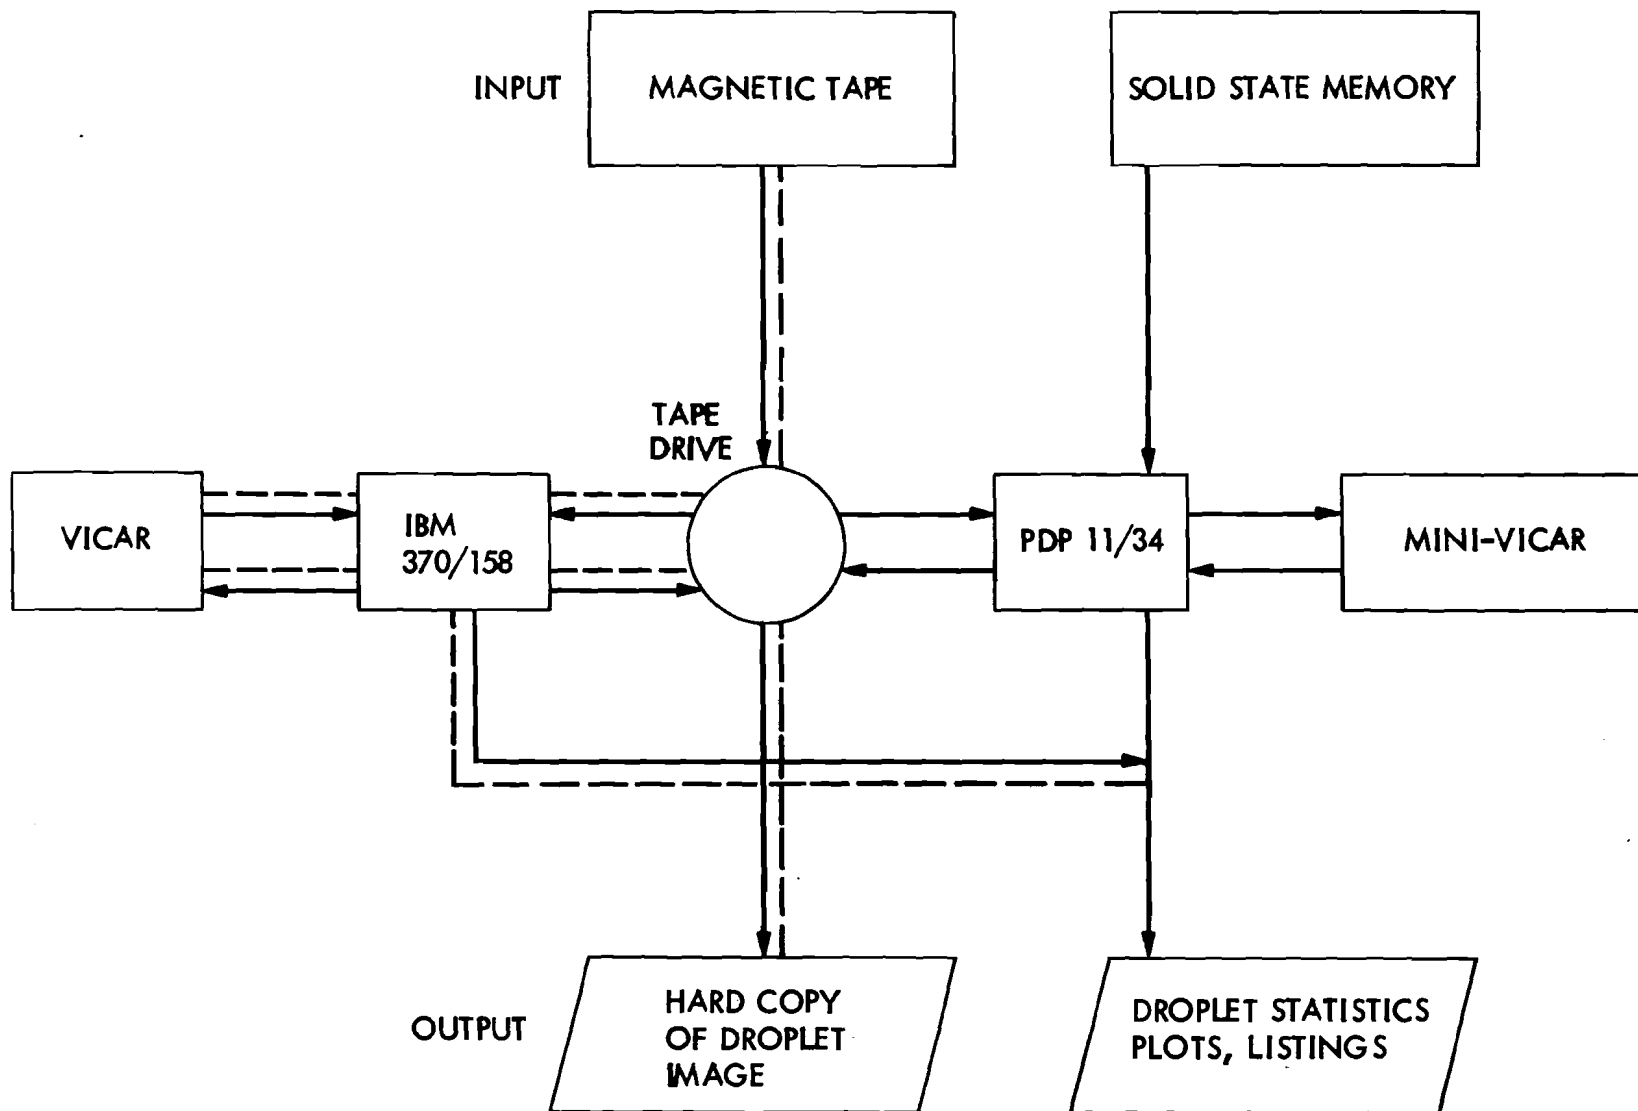 INPUT
MAGNETIC TAPE
SOLID STATE MEMORY
TAPE
DRIVE
VICAR
IBM
370/158
PDP 11/34
MINI-VICAR
OUTPUT
HARD COPY
OF DROPLET
IMAGE
DROPLET STATISTICS
PLOTS, LISTINGS